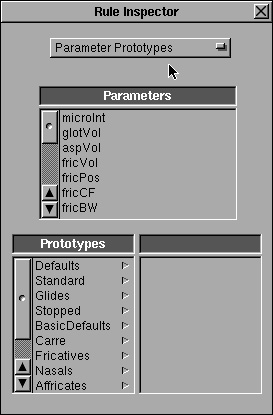 Rule Inspector
Parameter Prototypes
Parameters
microInt
glotVol
aspVol
fricVol
fricPos
fricCF
fricBW
Prototypes
Defaults
Standard
Glides
Stopped
BasicDefaults
Carre
Fricatives
Nasals
Affricates